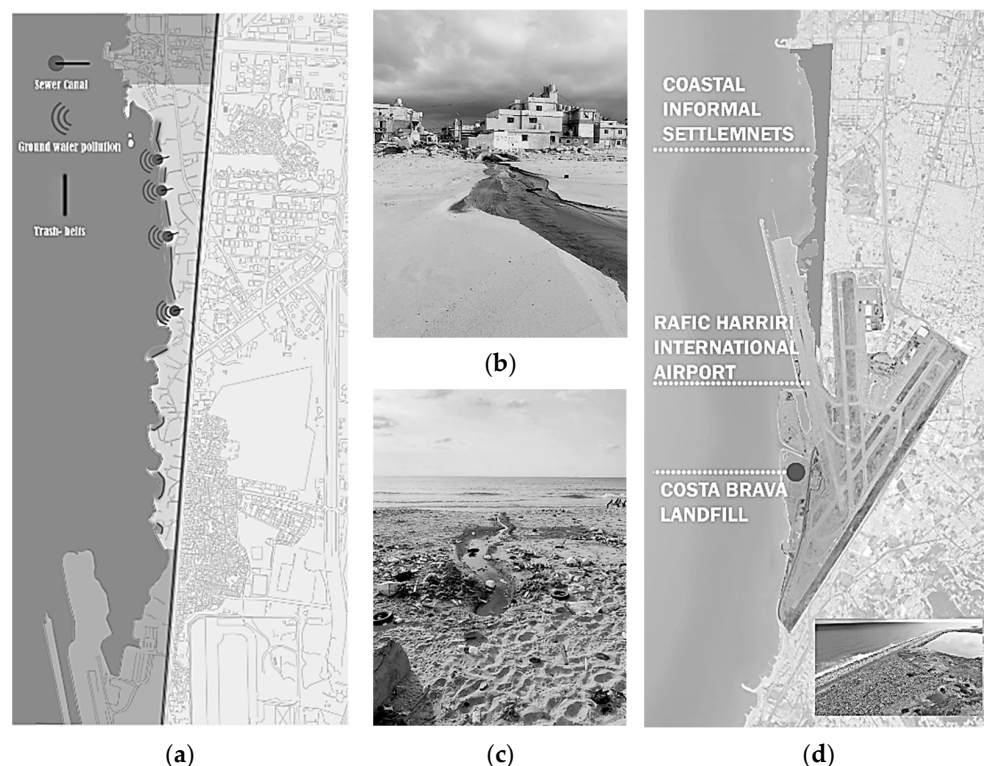 Sewer Canal
Ground water pollution
Trash- belts
(a)
(b)
(c)
COASTAL
INFORMAL
SETTLEMNETS
RAFIC HARRIRI
INTERNATIONAL
AIRPORT
COSTA BRAVA
LANDFILL
(d)